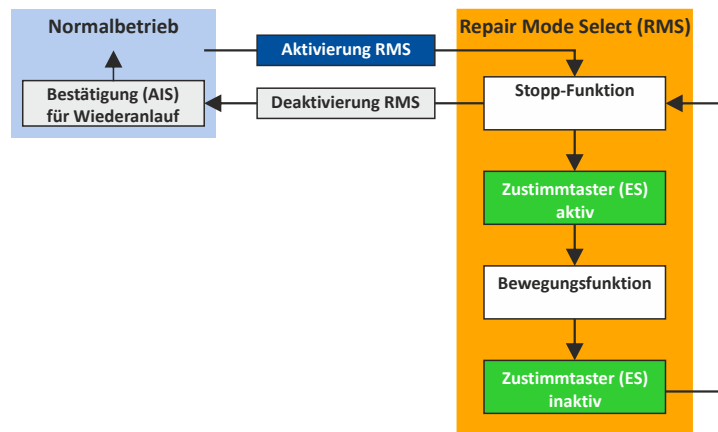 Normalbetrieb
Aktivierung RMS
Repair Mode Select (RMS)
Bestätigung (AIS)
für Wiederanlauf
Deaktivierung RMS
Stopp-Funktion
Zustimmtaster (ES)
aktiv
Bewegungsfunktion
Zustimmtaster (ES)
inaktiv